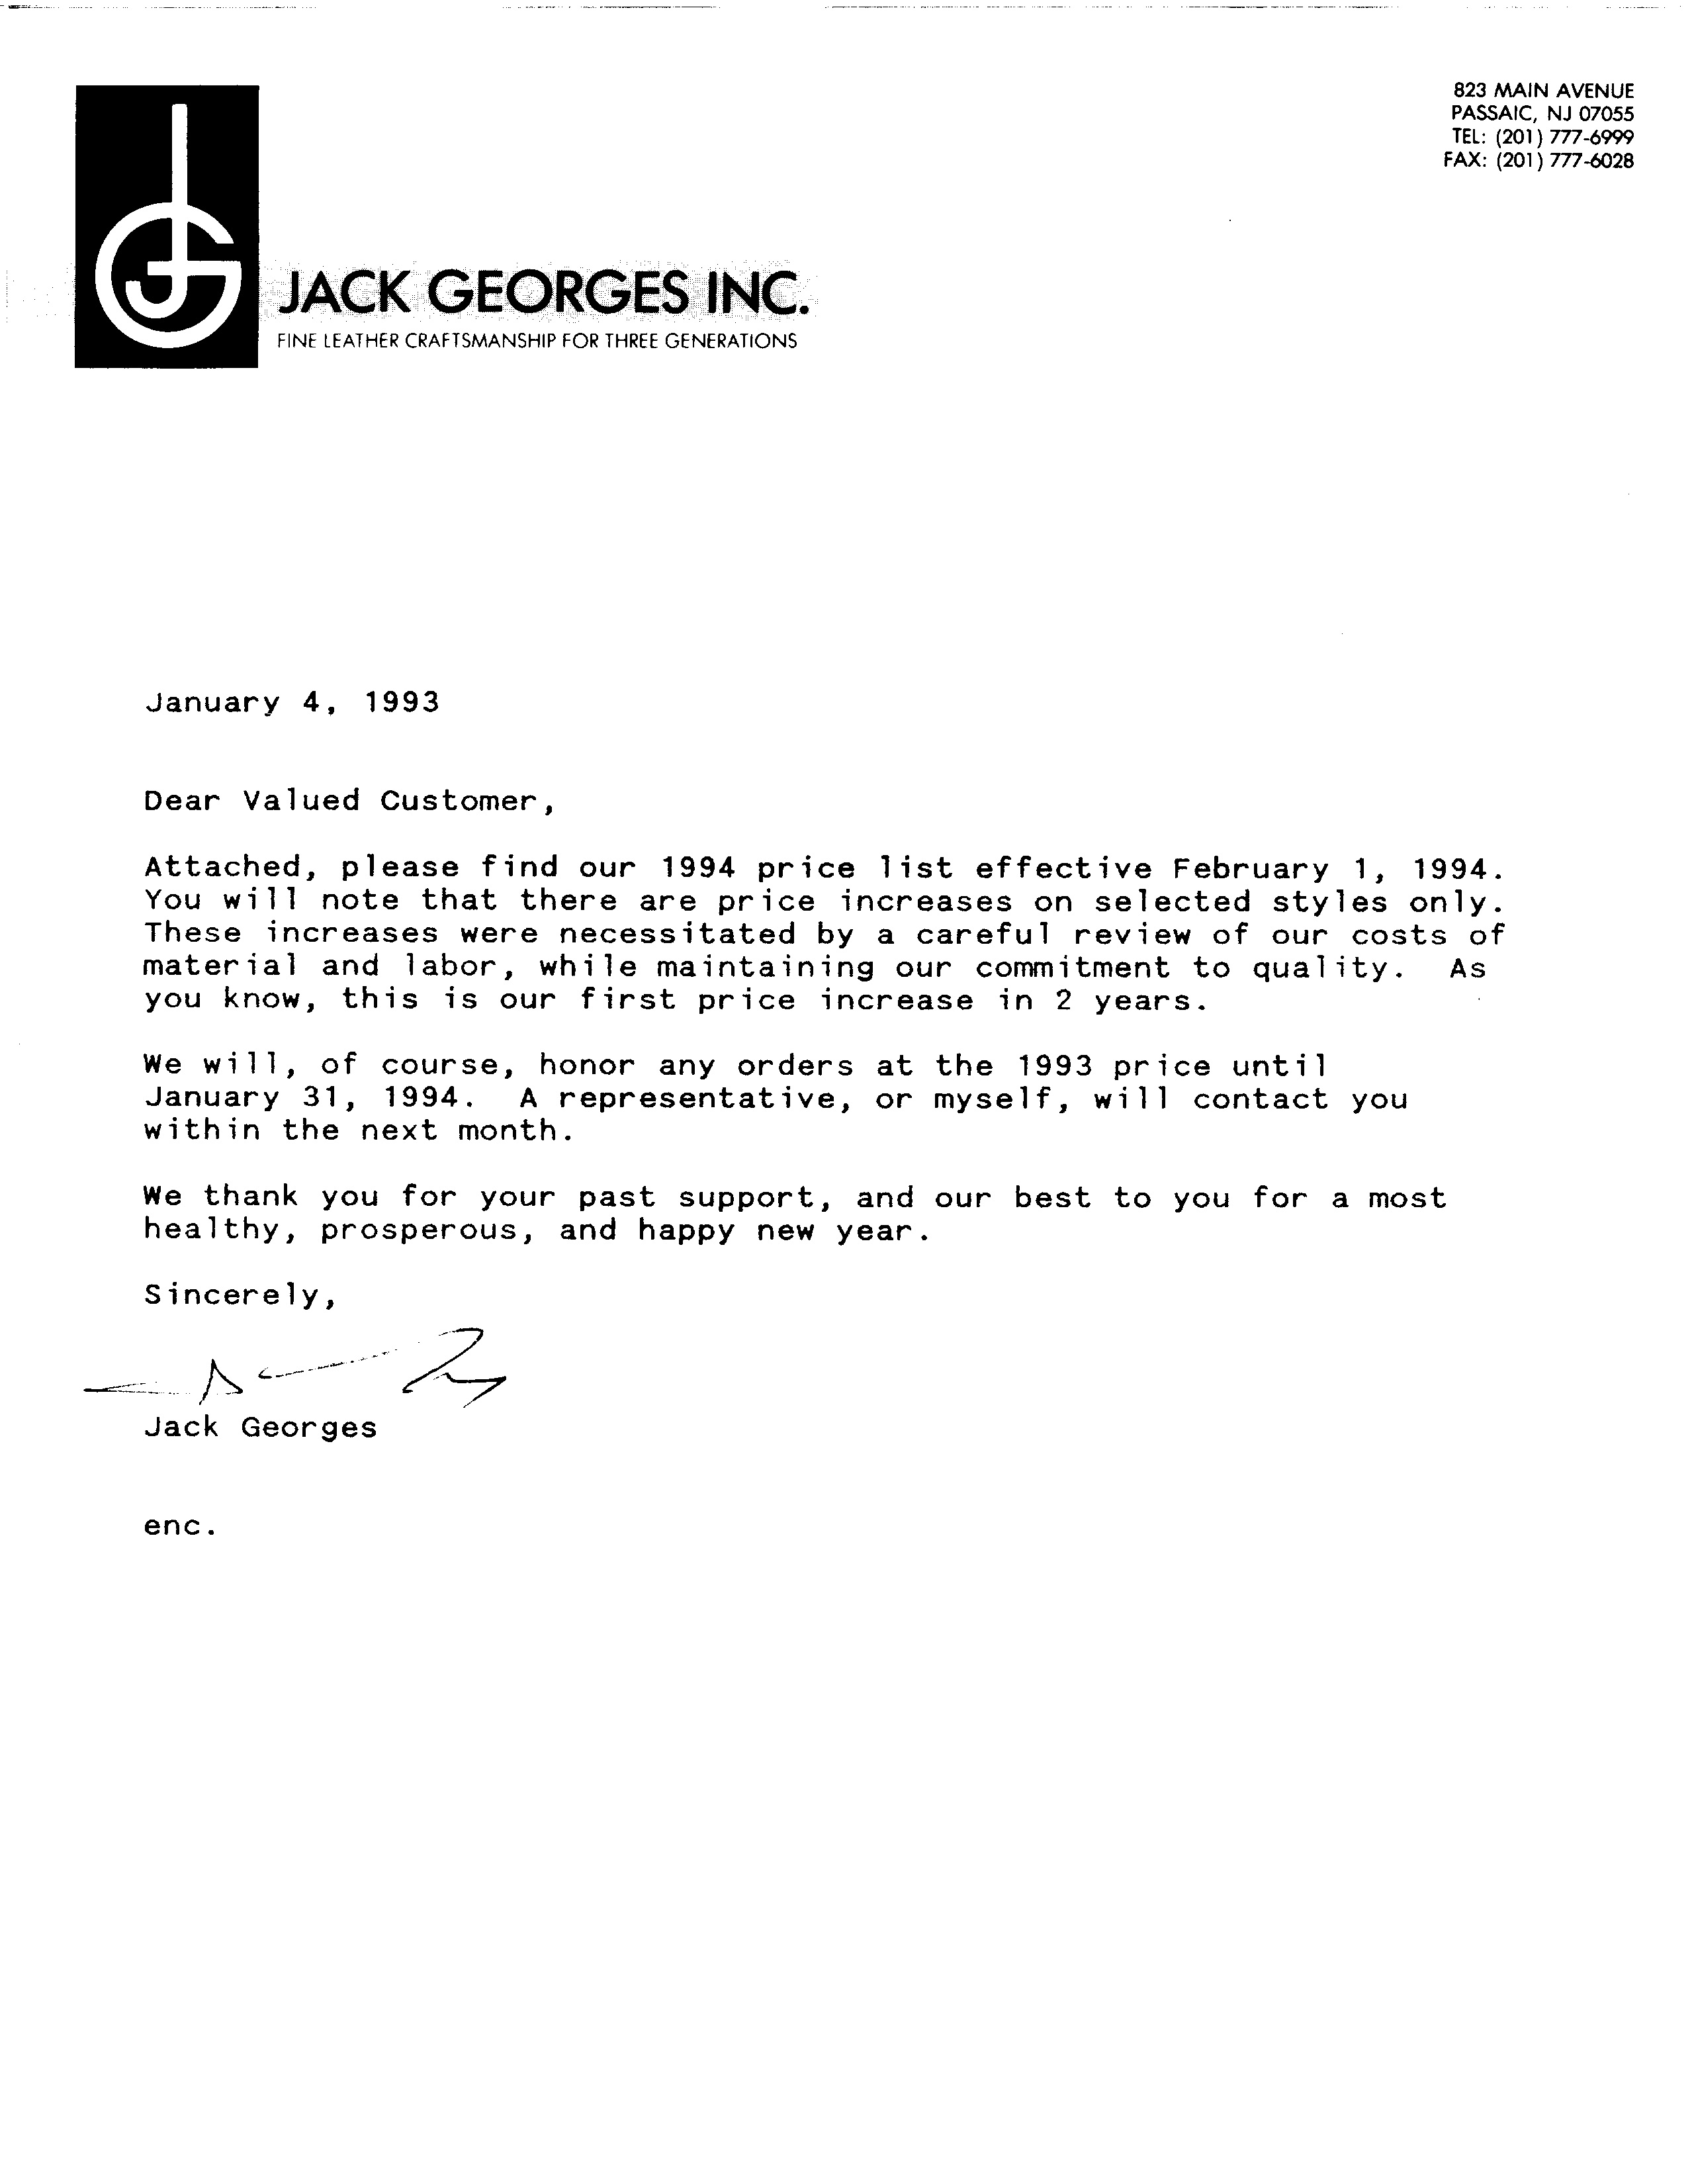 823 MAIN AVENUE
PASSAIC, NJ 07055
TEL: (201) 777-6999
FAX: (201) 777-6028
JG
JACK GEORGES INC.
FINE LEATHER CRAFTSMANSHIP FOR THREE GENERATIONS
January 4, 1993
Dear Valued Customer,
Attached, please find our 1994 price list effective February 1, 1994.
You will note that there are price increases on selected styles only.
These increases were necessitated by a careful review of our costs of
material and labor, while maintaining our commitment to quality. As
you know, this is our first price increase in 2 years.
We will, of course, honor any orders at the 1993 price until
January 31, 1994. A representative, or myself, will contact you
within the next month.
We thank you for your past support, and our best to you for a most
healthy, prosperous, and happy new year.
Sincerely,
Jack Georges
enc.